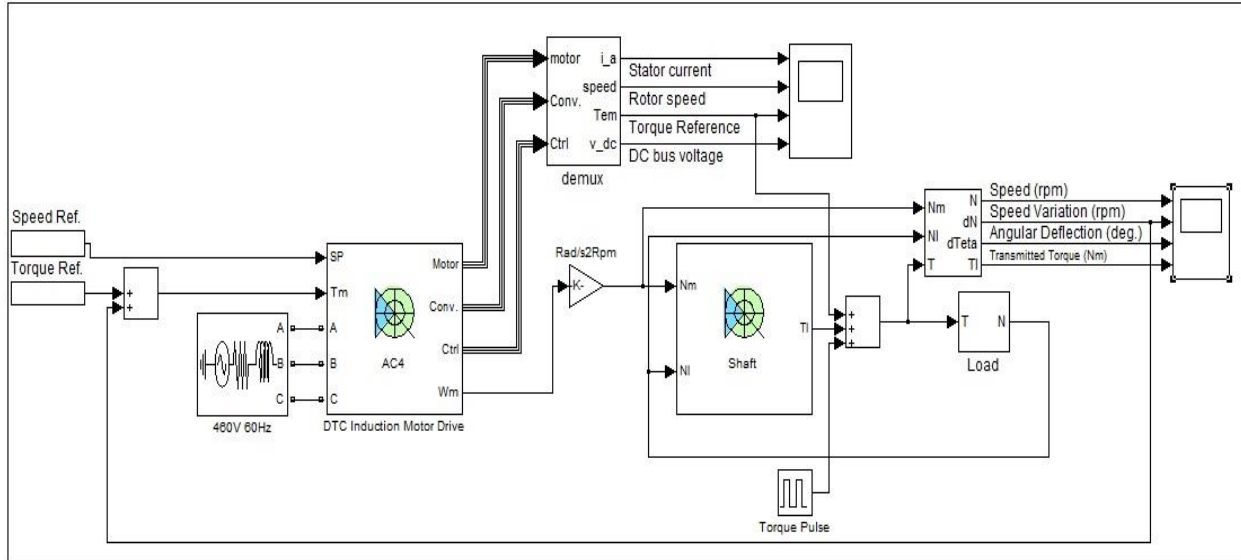 motor
i_a
Stator current
speed
Conv.
Rotor speed
Tem
Torque Reference
Ctrl
v_dc
DC bus voltage
demux
Speed Ref.
Torque Ref.
+
+
SP
Motor
Tm
Conv.
Ctrl
AC4
Wm
A
B
C
A
B
C
DTC Induction Motor Drive
460V 60Hz
Rad/s2Rpm
K-
Nm
Tl
Shaft
Nl
+
+
+
Torque Pulse
Nm
N
Speed (rpm)
Nl
dN
Speed Variation (rpm)
dTeta
Angular Deflection (deg.)
T
Tl
Transmitted Torque (Nm)
T
N
Load